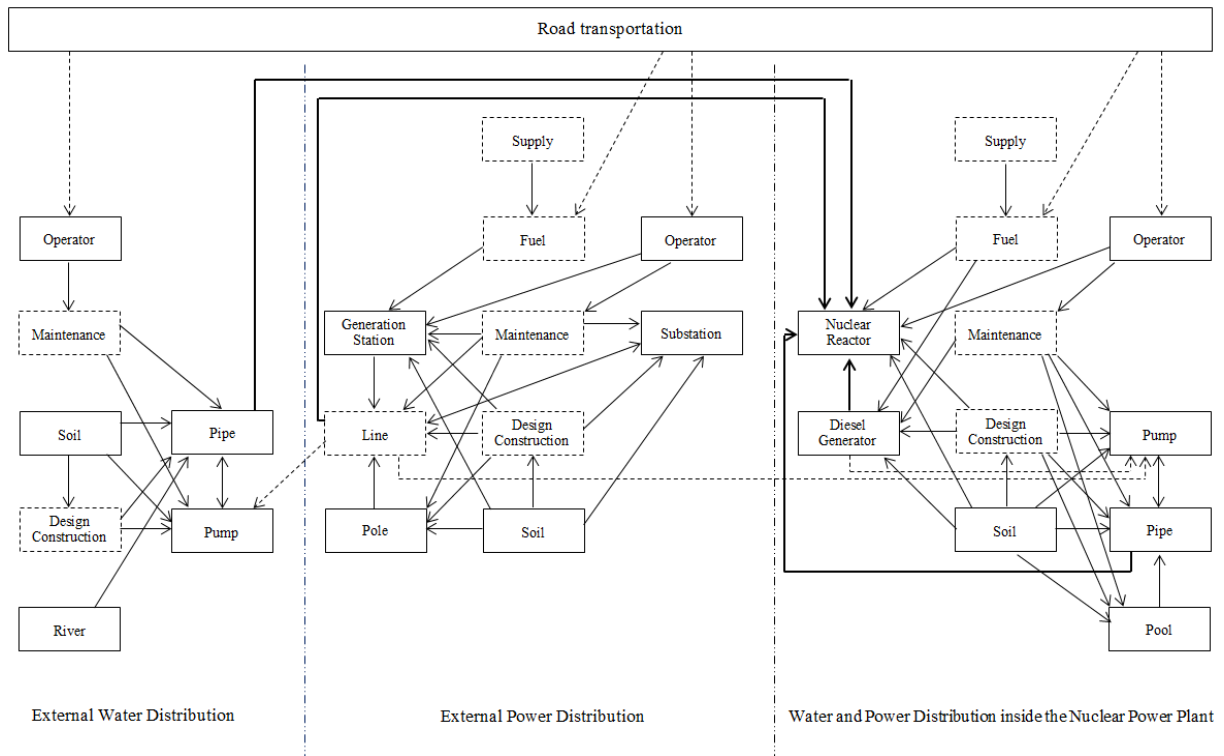 Road transportation
Supply
Supply
Operator
Fuel
Operator
Fuel
Operator
Maintenance
Generation
Station
Maintenance
Substation
Nuclear
Reactor
Maintenance
Soil
Pipe
Line
Design
Construction
Diesel
Generator
Design
Construction
Pump
Design
Construction
Pump
Pole
Soil
Soil
Pipe
River
Pool
External Water Distribution
External Power Distribution
Water and Power Distribution inside the Nuclear Power Plant